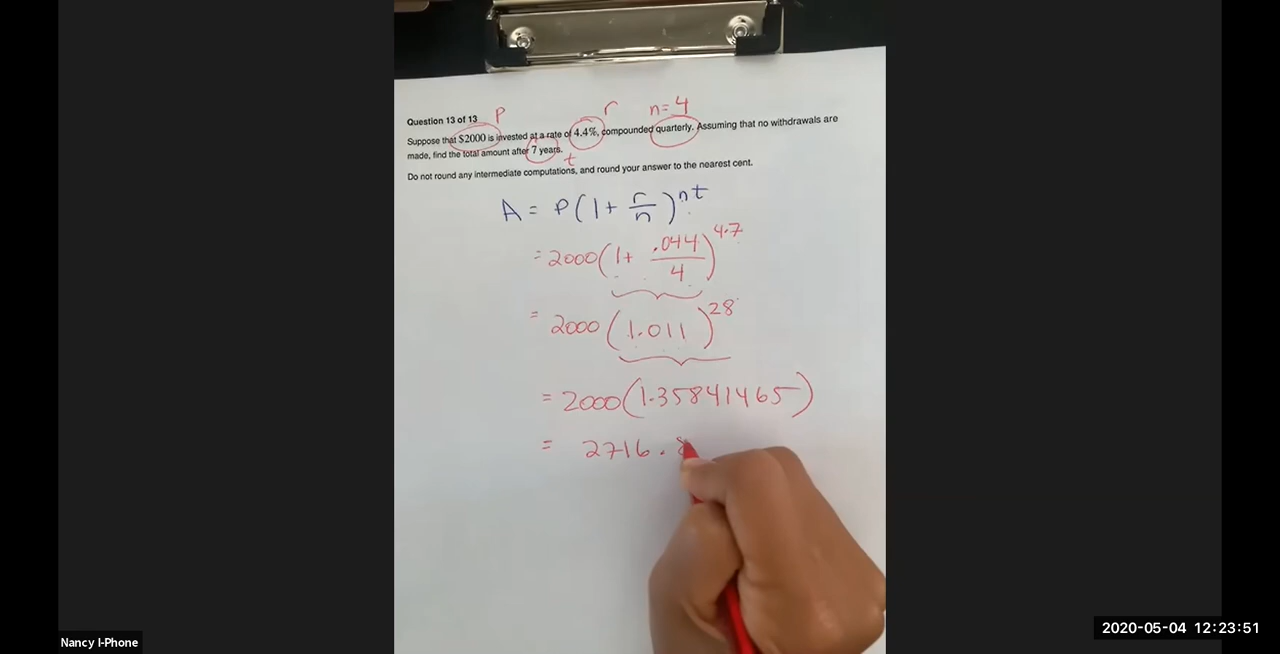 P r n=4
Question 13 of 13
Suppose that $2000 is invested at a rate of 4.4%, compounded quarterly. Assuming that no withdrawals are
made, find the total amount after 7 years.
t
Do not round any intermediate computations, and round your answer to the nearest cent.
A = P(1+ r/n)^nt
= 2000(1+ .044/4)^4·7
= 2000(1.011)^28
= 2000(1.35841465)
= 2716.8
Nancy I-Phone
2020-05-04 12:23:51